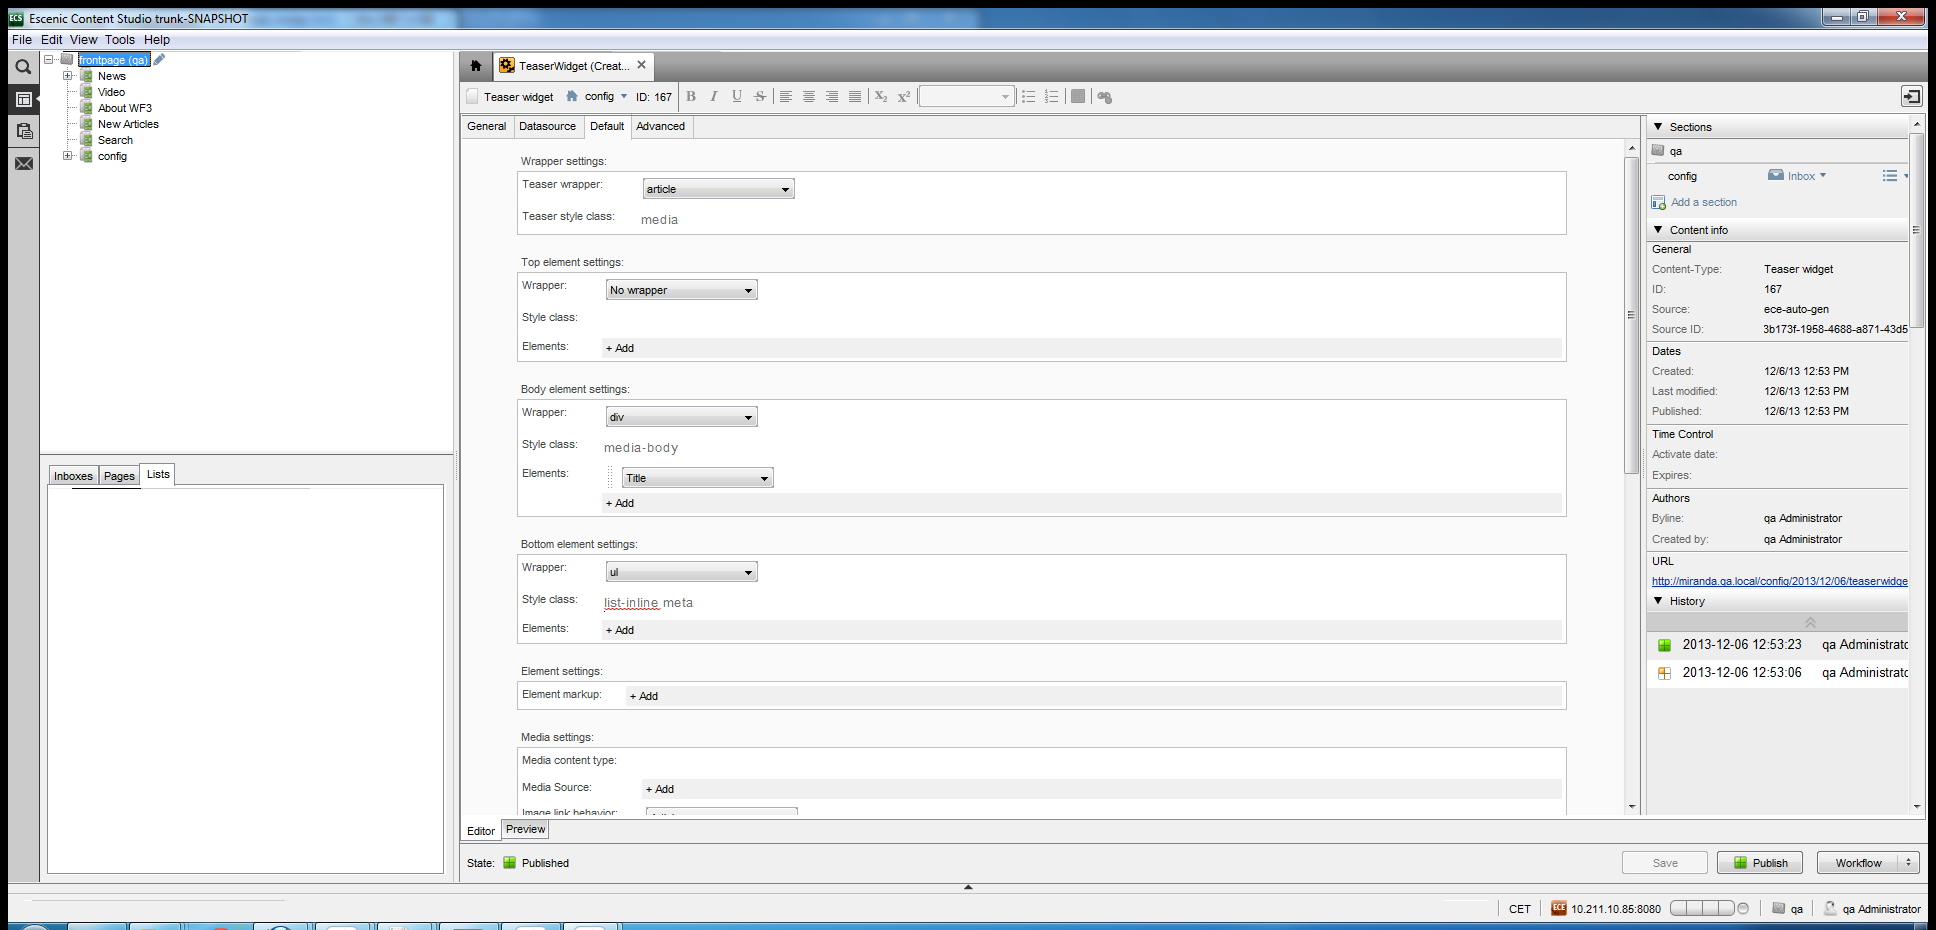 ECS Escenic Content Studio trunk-SNAPSHOT
File Edit View Tools Help
frontpage (qa)
News
Video
About WF3
New Articles
Search
config
Inboxes Pages Lists
TeaserWidget (Creat...
Teaser widget config ID: 167 B I U S X2 X2
General Datasource Default Advanced
Wrapper settings:
Teaser wrapper: article
Teaser style class: media
Top element settings:
Wrapper: No wrapper
Style class:
Elements: + Add
Body element settings:
Wrapper: div
Style class: media-body
Elements: Title
+ Add
Bottom element settings:
Wrapper: ul
Style class: list-inline meta
Elements: + Add
Element settings:
Element markup: + Add
Media settings:
Media content type:
Media Source: + Add
Image link behavior:
Editor Preview
State: Published
Save Publish Workflow
Sections
qa
config Inbox
Add a section
Content info
General
Content-Type: Teaser widget
ID: 167
Source: ece-auto-gen
Source ID: 3b173f-1958-4688-a871-43d5
Dates
Created: 12/6/13 12:53 PM
Last modified: 12/6/13 12:53 PM
Published: 12/6/13 12:53 PM
Time Control
Activate date:
Expires:
Authors
Byline: qa Administrator
Created by: qa Administrator
URL
http://miranda.qa.local/config/2013/12/06/teaserwidge
History
2013-12-06 12:53:23 qa Administratc
2013-12-06 12:53:06 qa Administratc
CET ECE 10.211.10.85:8080 qa qa Administrator